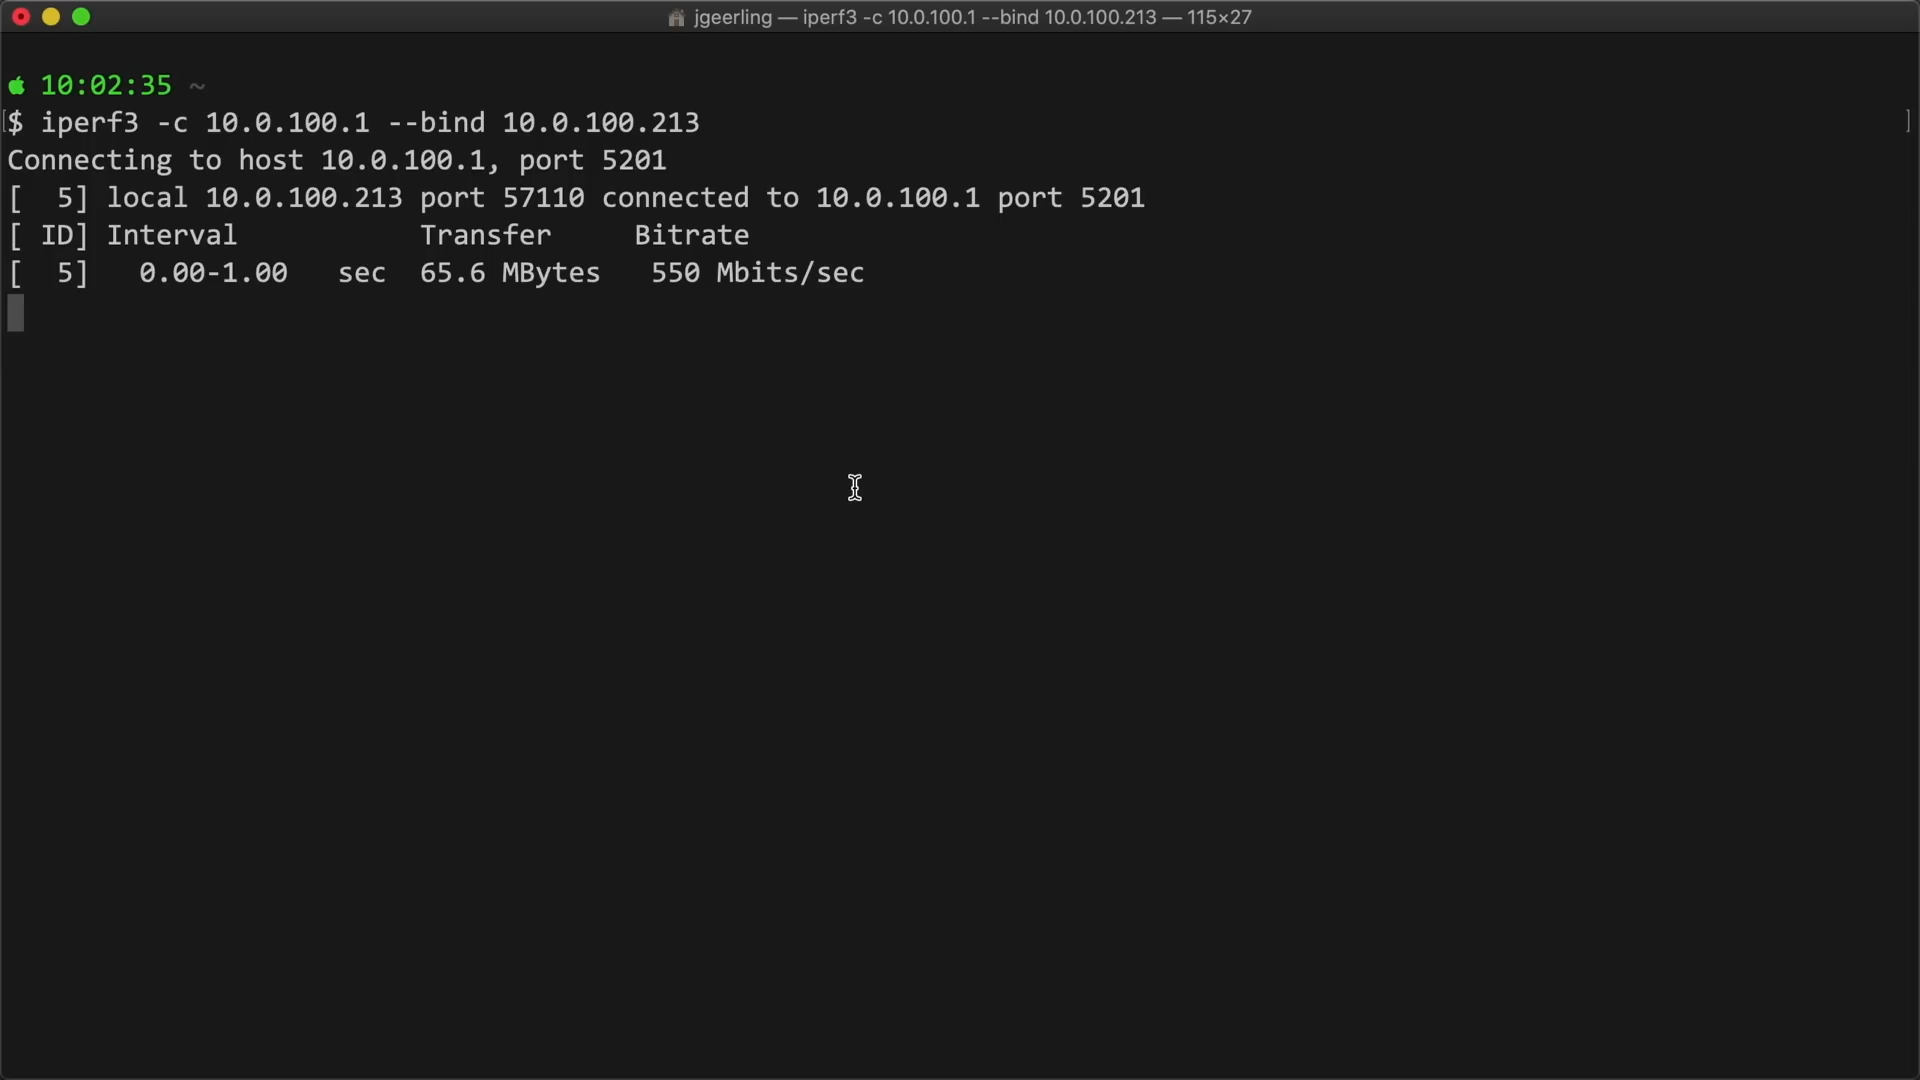 jgeerling — iperf3 -c 10.0.100.1 --bind 10.0.100.213 — 115×27
10:02:35 ~
[$ iperf3 -c 10.0.100.1 --bind 10.0.100.213 ]
Connecting to host 10.0.100.1, port 5201
[  5] local 10.0.100.213 port 57110 connected to 10.0.100.1 port 5201
[ ID] Interval           Transfer     Bitrate
[  5]   0.00-1.00   sec  65.6 MBytes   550 Mbits/sec